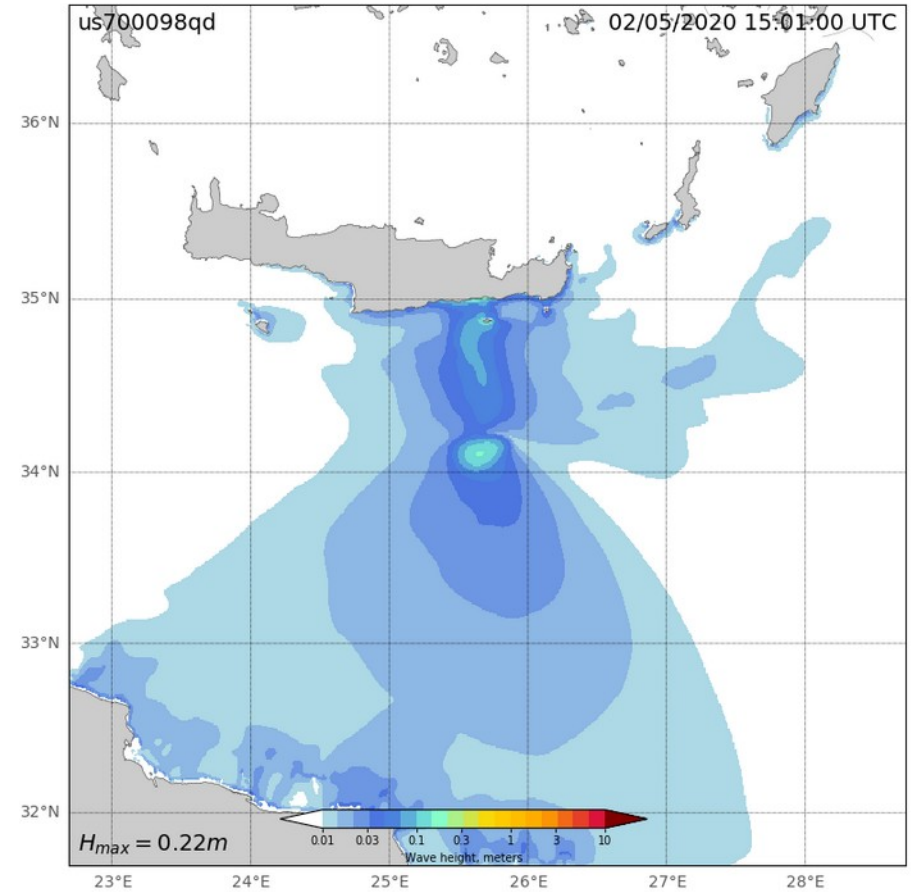 us700098qd 02/05/2020 15:01:00 UTC
36°N
35°N
34°N
33°N
32°N
0.01 0.03 0.1 0.3 1 3 10
Wave height, meters
Hmax = 0.22m
23°E 24°E 25°E 26°E 27°E 28°E